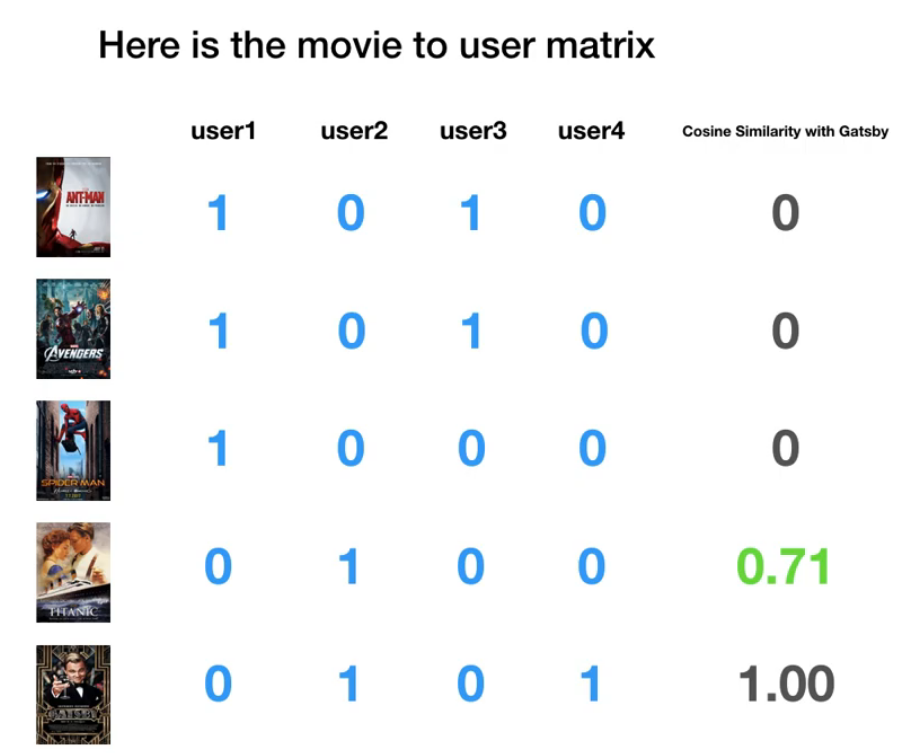 Here is the movie to user matrix
user1 user2 user3 user4 Cosine Similarity with Gatsby
ANT-MAN
1 0 1 0 0
AVENGERS
1 0 1 0 0
SPIDER-MAN
1 0 0 0 0
TITANIC
0 1 0 0 0.71
GATSBY
0 1 0 1 1.00